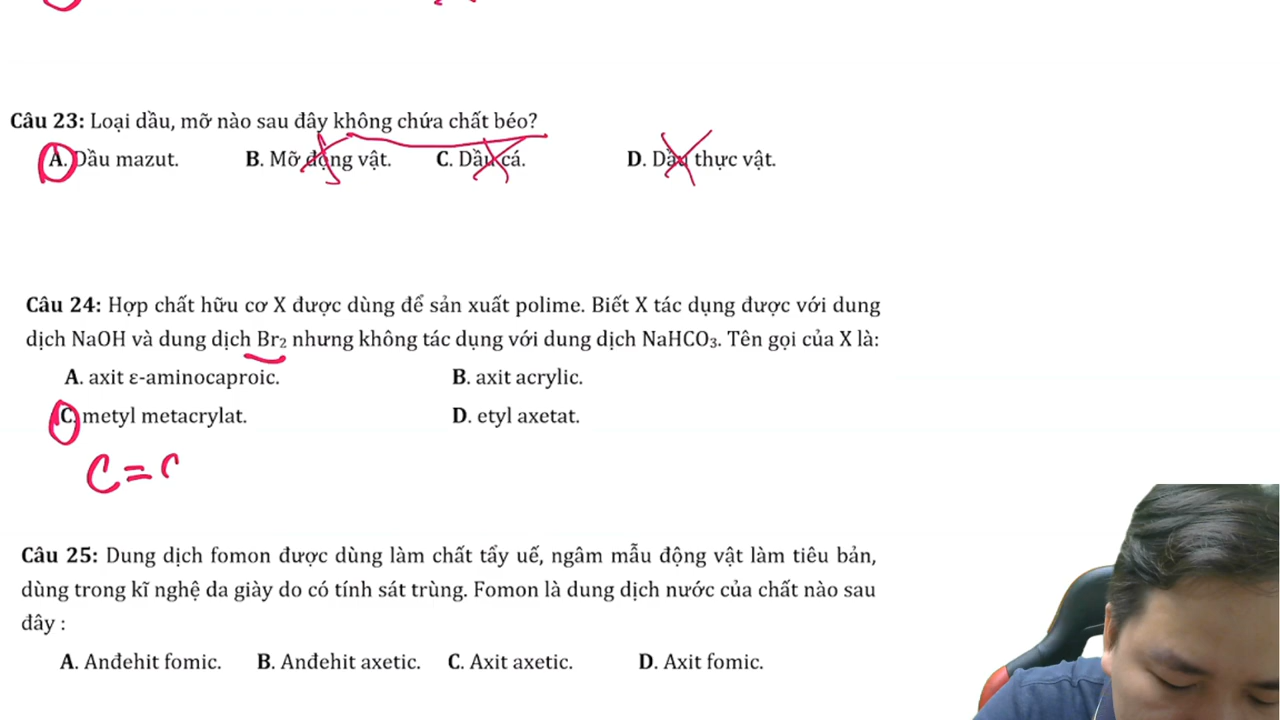 Câu 23: Loại dầu, mỡ nào sau đây không chứa chất béo?
A. Dầu mazut. B. Mỡ động vật. C. Dầu cá. D. Dầu thực vật.
Câu 24: Hợp chất hữu cơ X được dùng để sản xuất polime. Biết X tác dụng được với dung
dịch NaOH và dung dịch Br₂ nhưng không tác dụng với dung dịch NaHCO₃. Tên gọi của X là:
A. axit ε-aminocaproic. B. axit acrylic.
C. metyl metacrylat. D. etyl axetat.
C = C
Câu 25: Dung dịch fomon được dùng làm chất tẩy uế, ngâm mẫu động vật làm tiêu bản,
dùng trong kĩ nghệ da giày do có tính sát trùng. Fomon là dung dịch nước của chất nào sau
đây :
A. Anđehit fomic. B. Anđehit axetic. C. Axit axetic. D. Axit fomic.